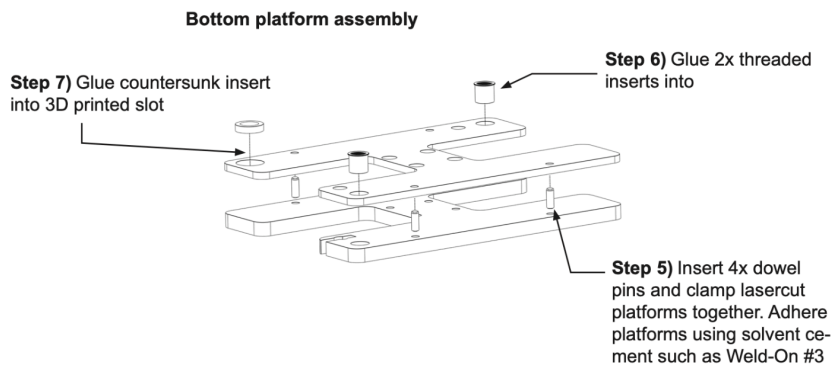 Bottom platform assembly
Step 6) Glue 2x threaded
inserts into
Step 7) Glue countersunk insert
into 3D printed slot
Step 5) Insert 4x dowel
pins and clamp lasercut
platforms together. Adhere
platforms using solvent ce-
ment such as Weld-On #3